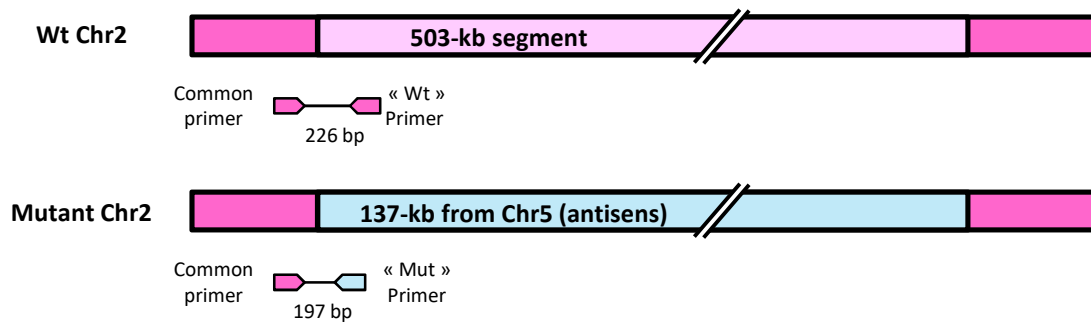 Wt Chr2
503-kb segment
Common
primer
« Wt »
Primer
226 bp
Mutant Chr2
137-kb from Chr5 (antisens)
Common
primer
« Mut »
Primer
197 bp